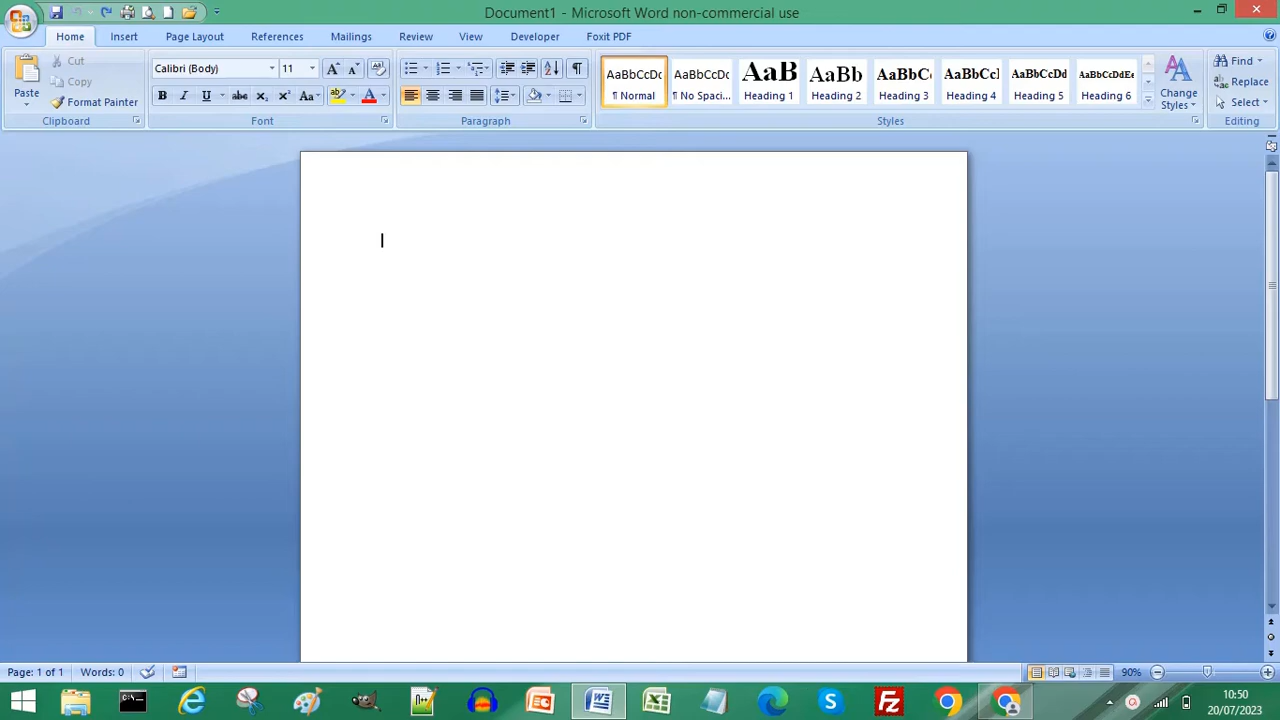 Document1 - Microsoft Word non-commercial use
Home Insert Page Layout References Mailings Review View Developer Foxit PDF
Paste
Cut
Copy
Format Painter
Clipboard
Calibri (Body) 11
Font
Paragraph
AaBbCcDc AaBbCcDc AaB AaBb AaBbC AaBbCcI AaBbCcDd AaBbCcDdEe
¶ Normal ¶ No Spaci... Heading 1 Heading 2 Heading 3 Heading 4 Heading 5 Heading 6
Change
Styles
Styles
Find
Replace
Select
Editing
Page: 1 of 1 Words: 0 90%
10:50
20/07/2023